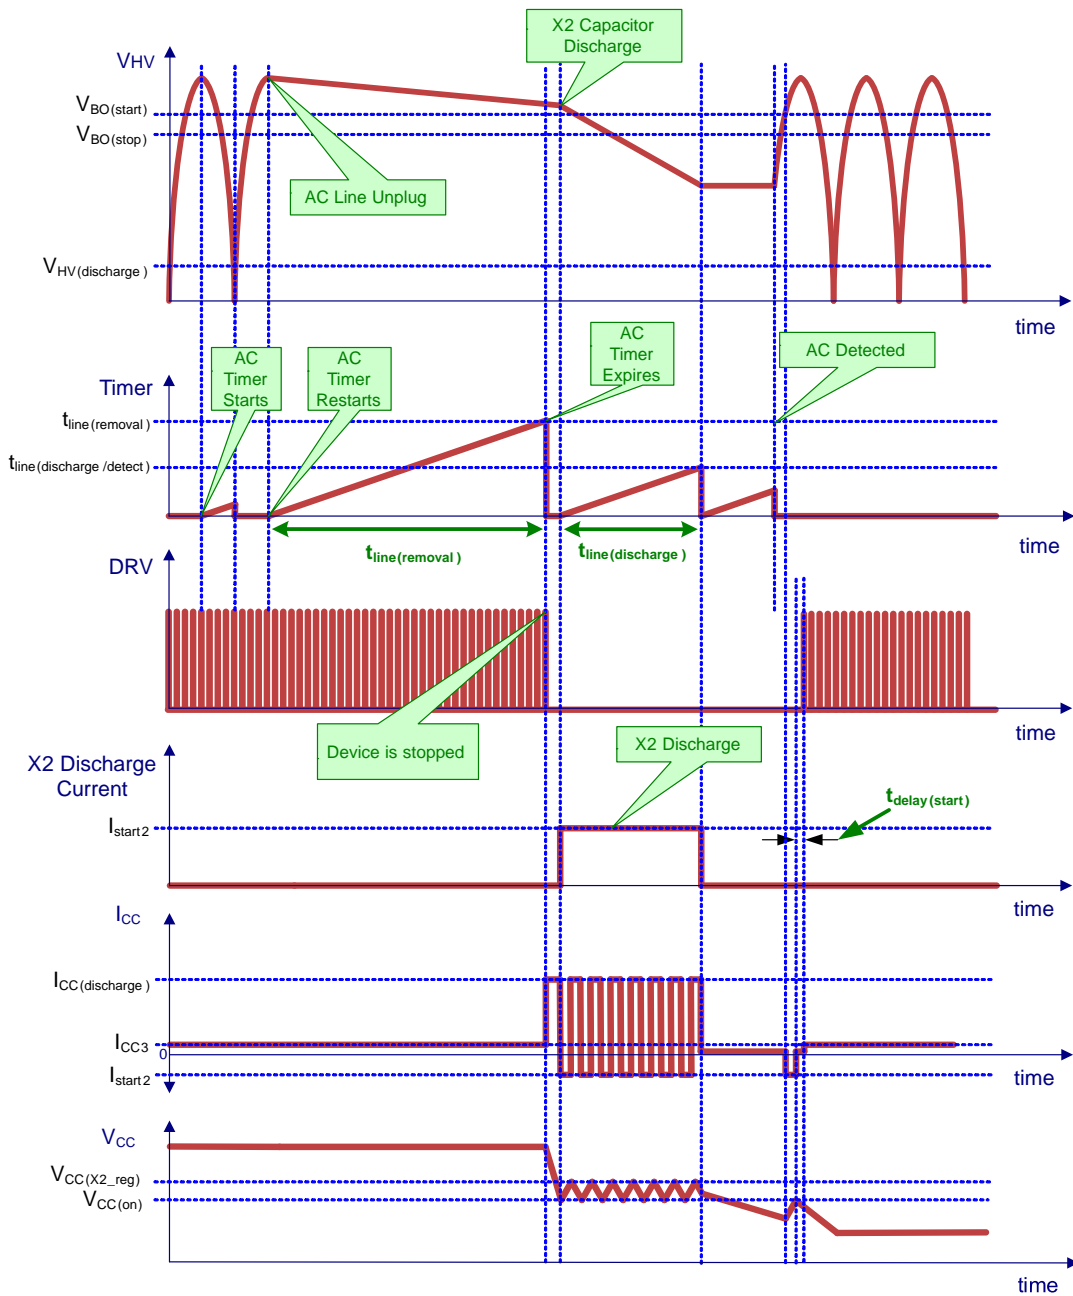 X2 Capacitor
Discharge
VHV
VBO(start)
VBO(stop)
AC Line Unplug
VHV(discharge)
time
AC
Timer
Starts
AC
Timer
Restarts
AC
Timer
Expires
AC Detected
Timer
tline(removal)
tline(discharge/detect)
tline(removal)
tline(discharge)
time
DRV
Device is stopped
X2 Discharge
time
X2 Discharge
Current
tdelay(start)
Istart2
time
ICC
ICC(discharge)
ICC3
0
Istart2
time
VCC
VCC(X2_reg)
VCC(on)
time